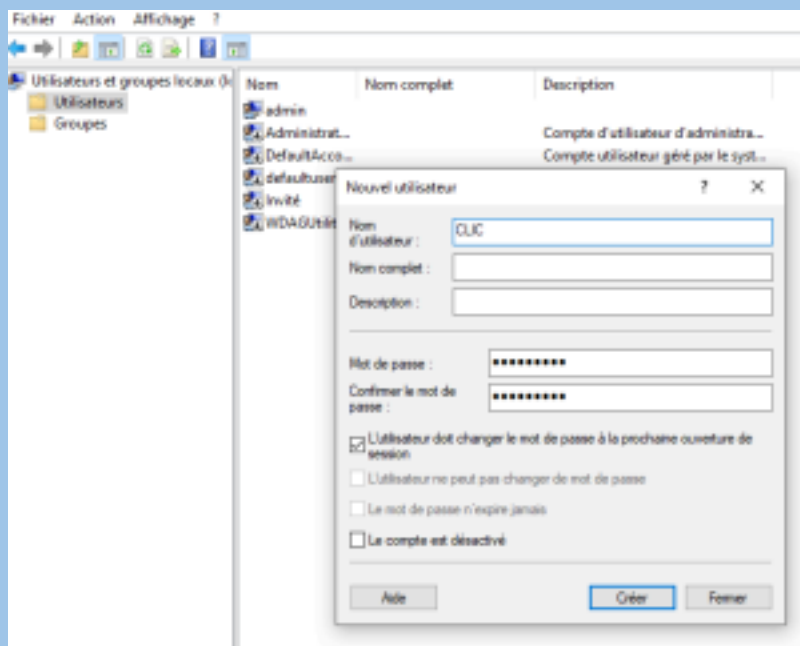 Fichier Action Affichage ?
Utilisateurs et groupes locaux (lo
Utilisateurs
Groupes
Nom Nom complet Description
admin
Administrat... Compte d'utilisateur d'administra...
DefaultAcco... Compte utilisateur géré par le syst...
defaultuser
Invité
WDAGUtilit
Nouvel utilisateur ? X
Nom
d'utilisateur : CLIC
Nom complet :
Description :
Mot de passe : •••••••••
Confirmer le mot de
passe : •••••••••
L'utilisateur doit changer le mot de passe à la prochaine ouverture de
session
L'utilisateur ne peut pas changer de mot de passe
Le mot de passe n'expire jamais
Le compte est désactivé
Aide Créer Fermer